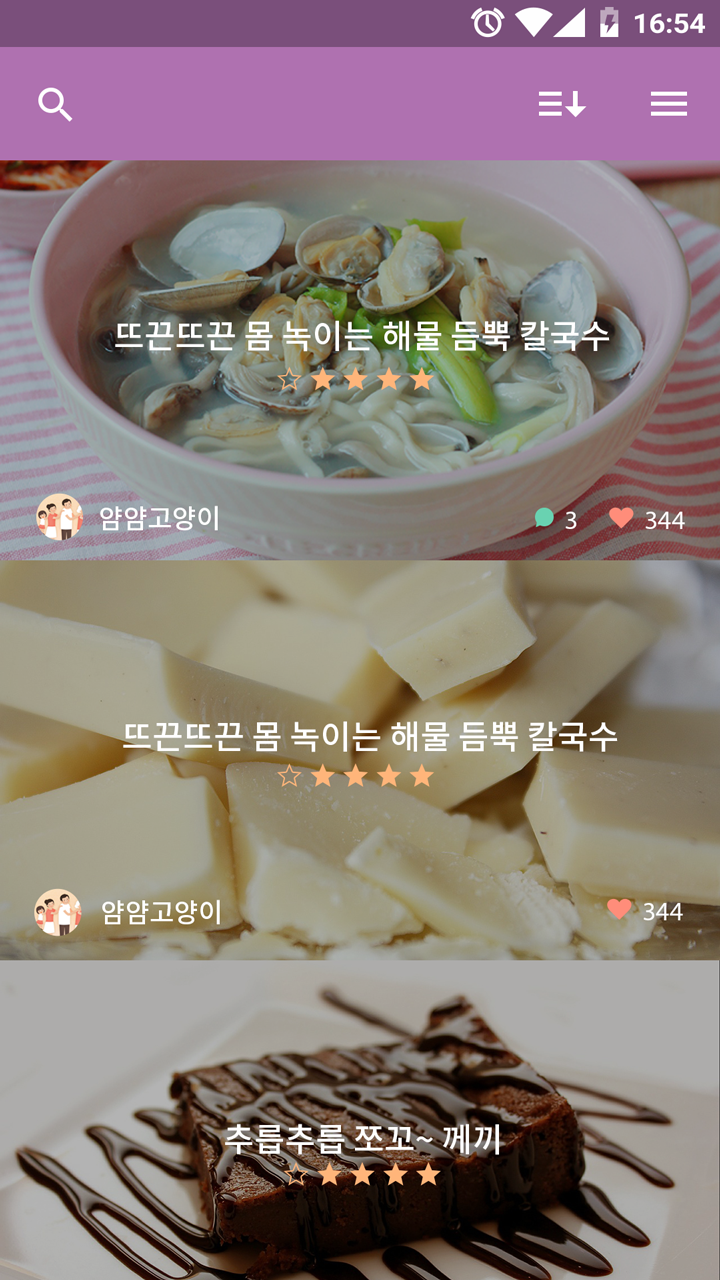 16:54
뜨끈뜨끈 몸 녹이는 해물 듬뿍 칼국수
얌얌고양이 3 344
뜨끈뜨끈 몸 녹이는 해물 듬뿍 칼국수
얌얌고양이 344
추릅추릅 쪼꼬~ 께끼